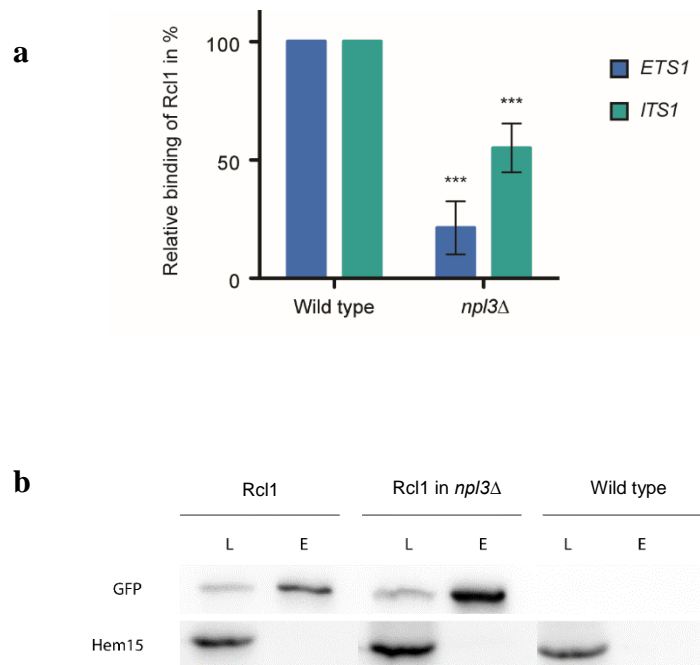 a
Relative binding of Rcl1 in %
100
50
0
***
***
Wild type
npl3Δ
ETS1
ITS1
b
Rcl1
Rcl1 in npl3Δ
Wild type
L E L E L E
GFP
Hem15